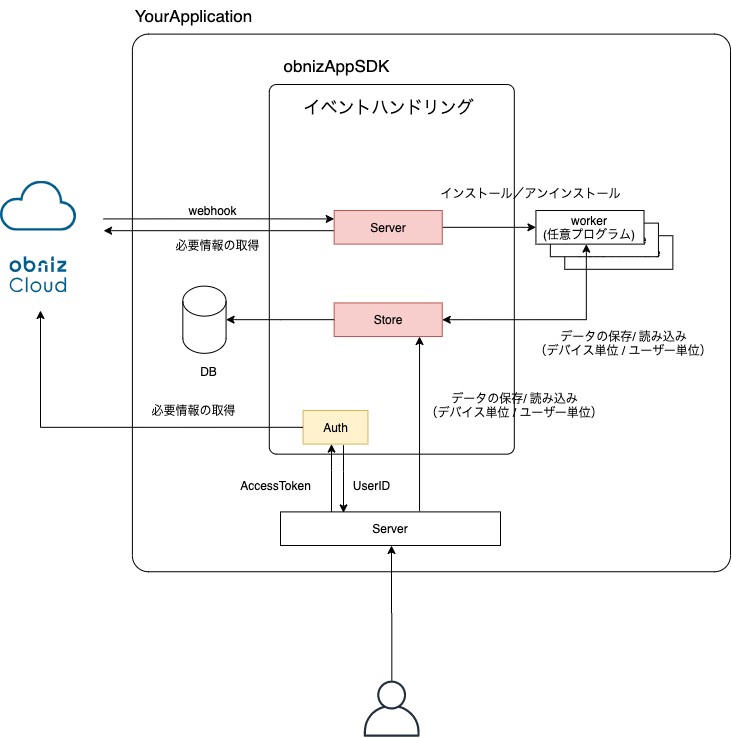 YourApplication
obnizAppSDK
イベントハンドリング
インストール／アンインストール
webhook
Server
worker
(任意プログラム)
必要情報の取得
obniz
Cloud
Store
データの保存/ 読み込み
（デバイス単位 / ユーザー単位）
DB
データの保存/ 読み込み
（デバイス単位 / ユーザー単位）
必要情報の取得
Auth
AccessToken
UserID
Server